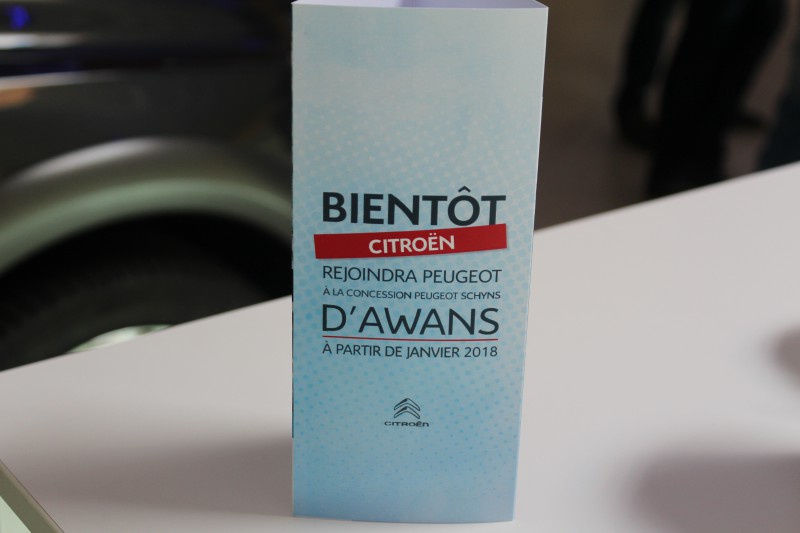 BIENTÔT
CITROËN
REJOINDRA PEUGEOT
À LA CONCESSION PEUGEOT SCHYNS
D'AWANS
À PARTIR DE JANVIER 2018
CITROËN